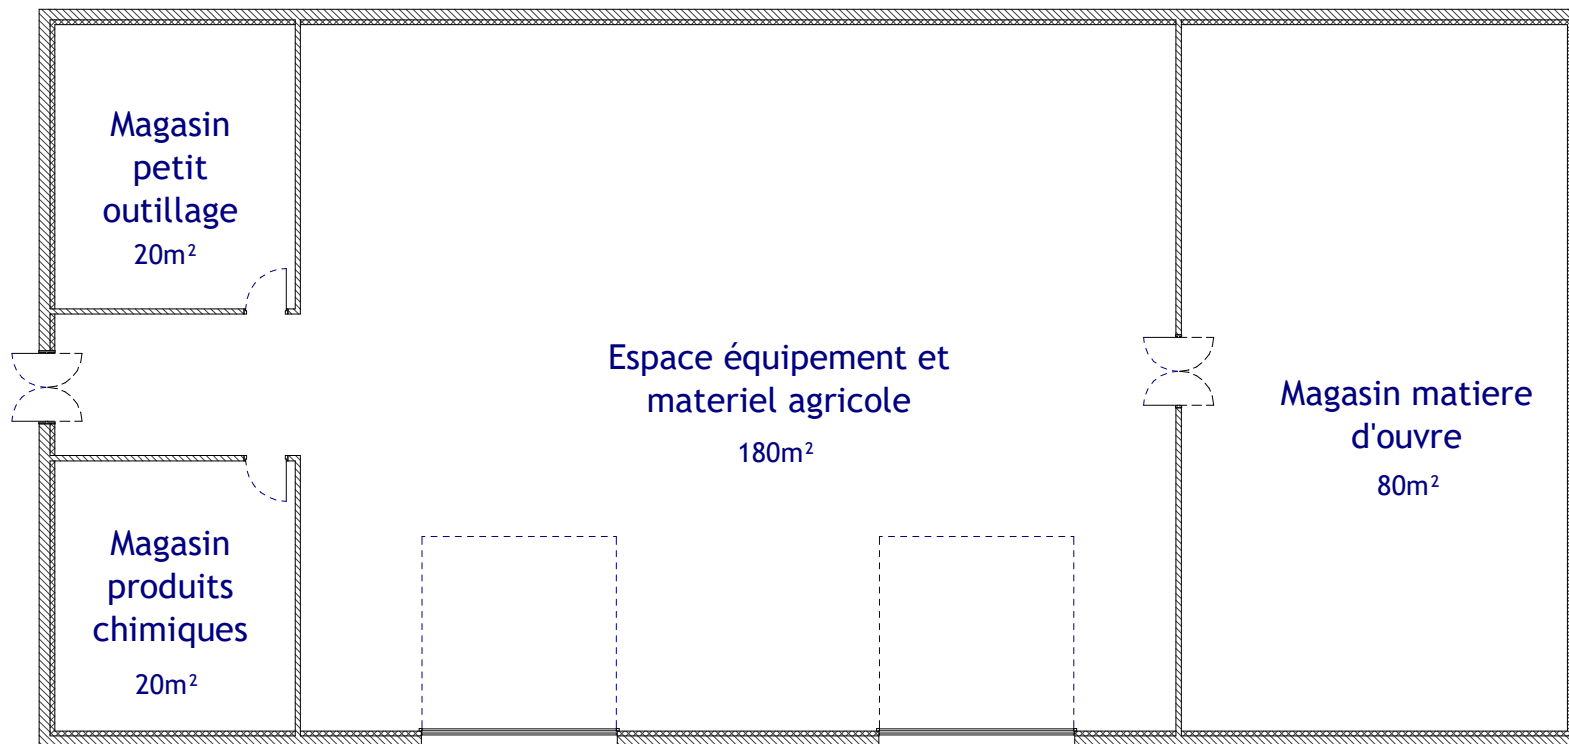 Magasin
petit
outillage
20m²
Espace équipement et
materiel agricole
180m²
Magasin matiere
d'ouvre
80m²
Magasin
produits
chimiques
20m²